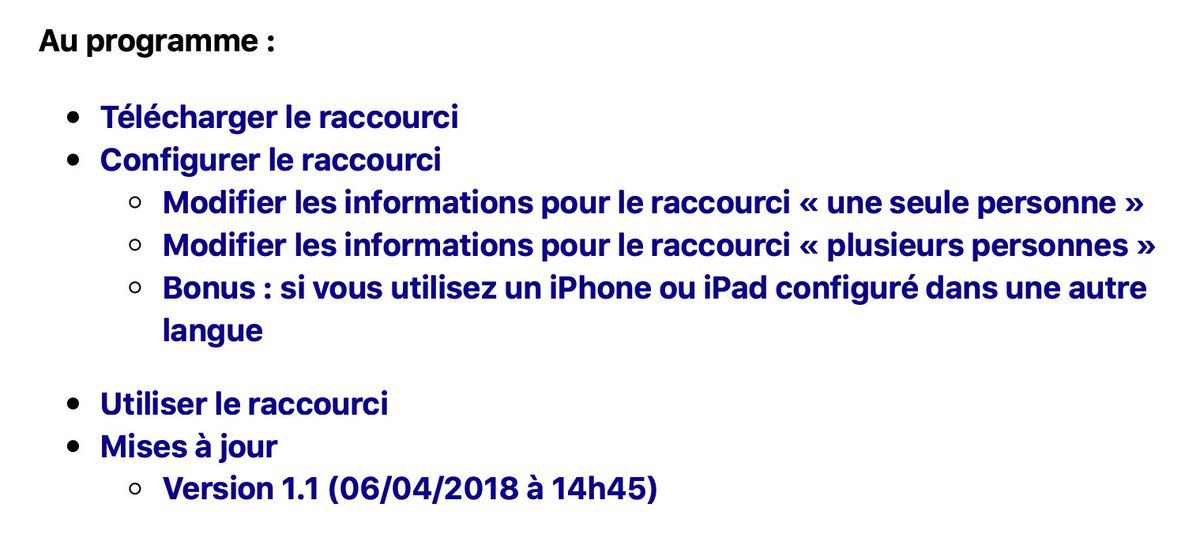 Au programme :
• Télécharger le raccourci
• Configurer le raccourci
◦ Modifier les informations pour le raccourci « une seule personne »
◦ Modifier les informations pour le raccourci « plusieurs personnes »
◦ Bonus : si vous utilisez un iPhone ou iPad configuré dans une autre
langue
• Utiliser le raccourci
• Mises à jour
◦ Version 1.1 (06/04/2018 à 14h45)